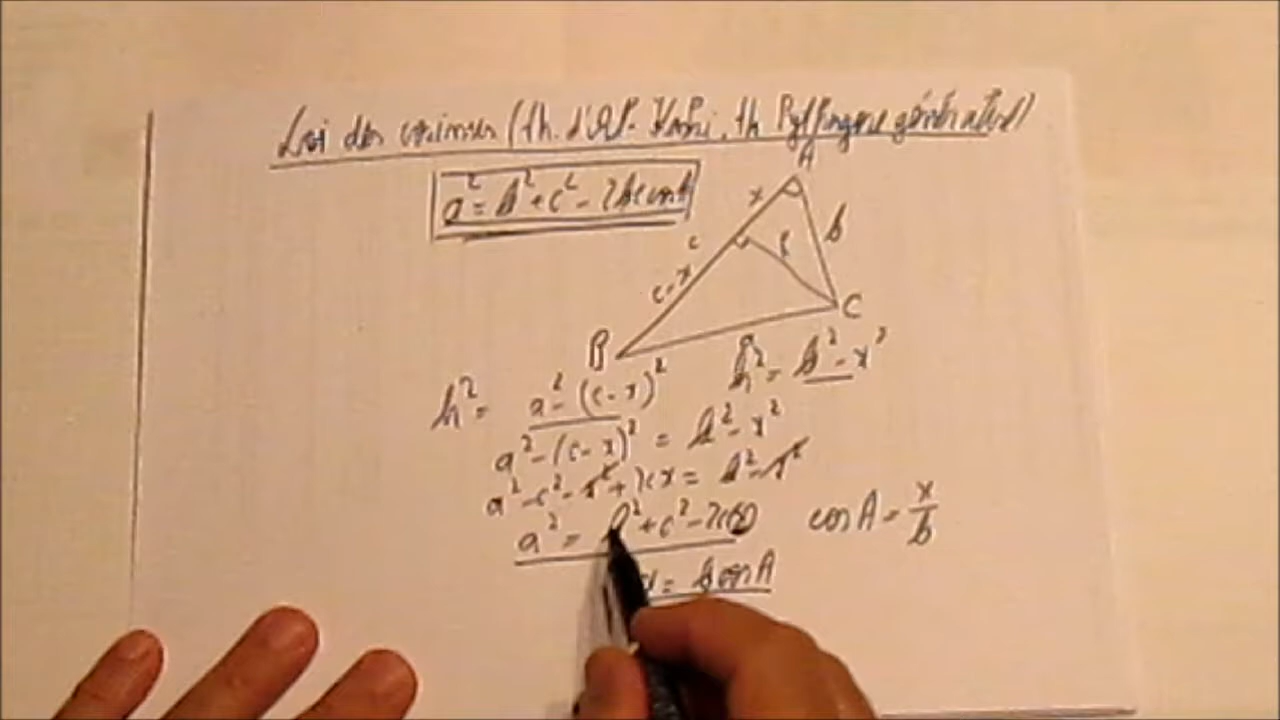 Loi des cosinus (th. d'Al-Kashi, th Pythagore généralisé)
a² = b² + c² - 2bc cos A
A
x
b
c
h
c-x
C
B
a
h² = a² - (c-x)²
h² = b² - x²
a² - (c-x)² = b² - x²
a² - c² - x² + 2cx = b² - x²
a² = b² + c² - 2cx
cos A = x/b
x = b cos A